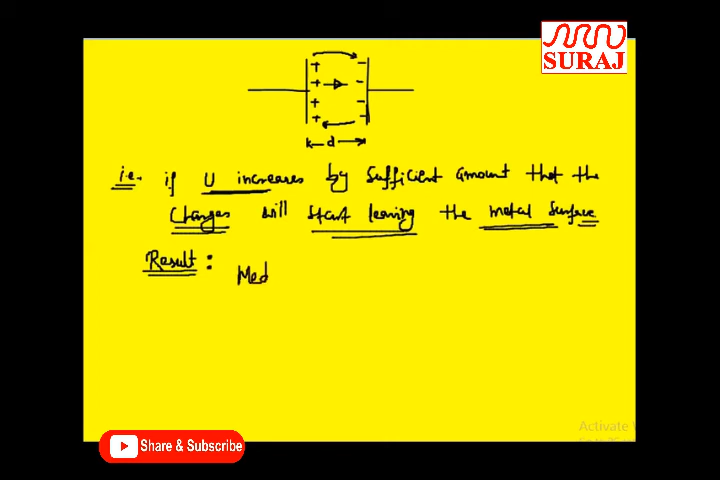 SURAJ
+ -
+ -
+ -
+ -
d
i.e. if U increases by sufficient amount that the
charges will start leaving the metal surface
Result :
Med
Activate
Share & Subscribe